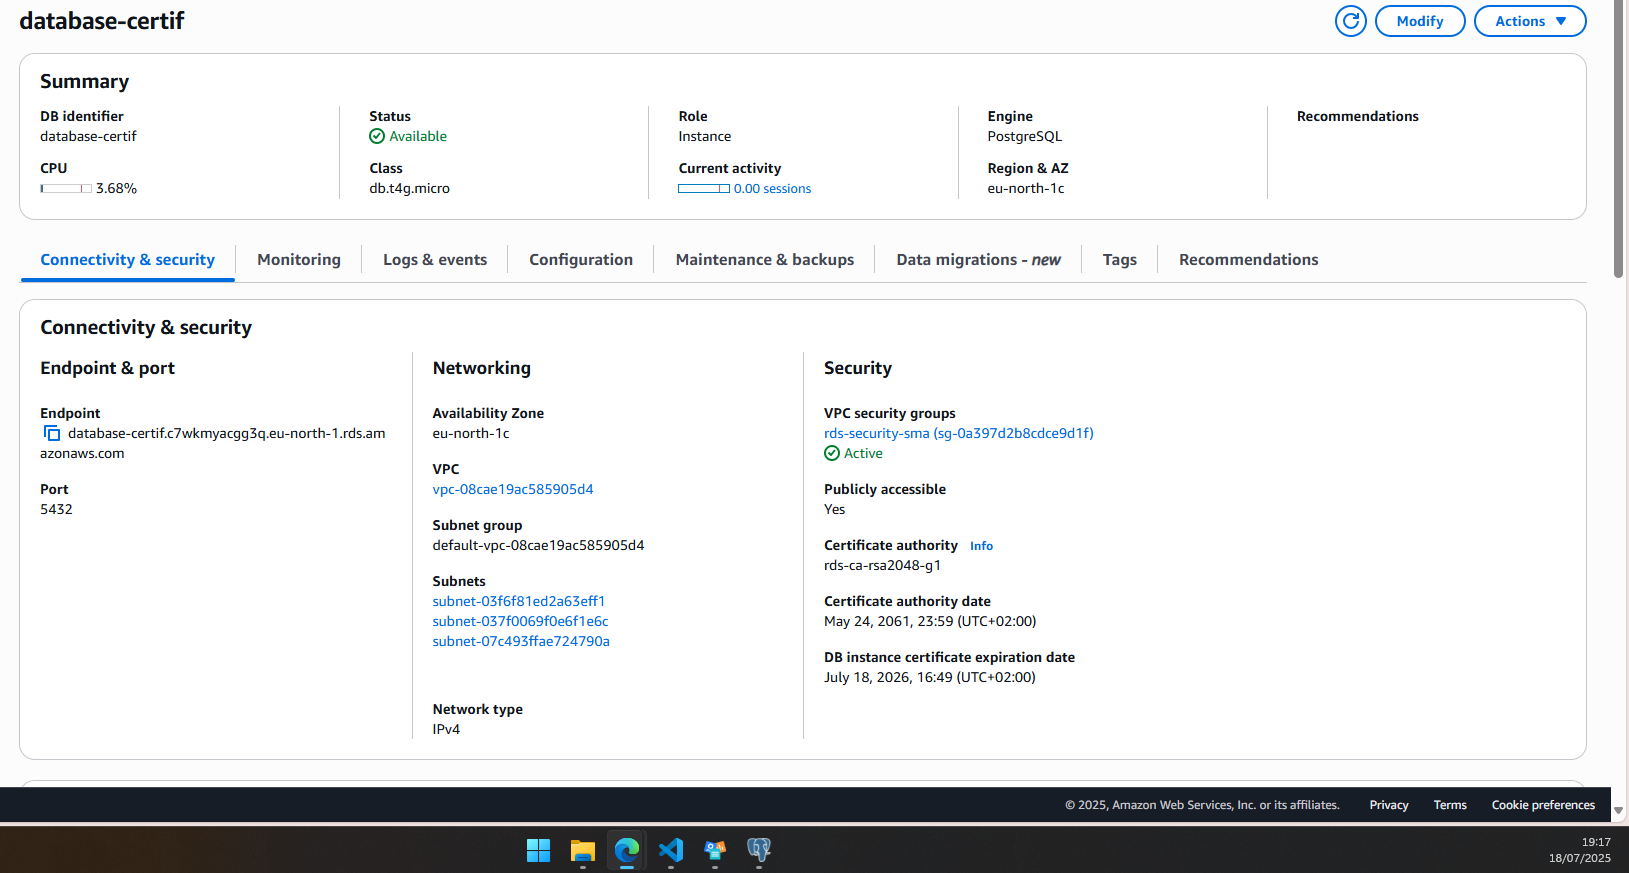 database-certif
Modify
Actions
Summary
DB identifier
database-certif
Status
Available
Role
Instance
Engine
PostgreSQL
Recommendations
CPU
3.68%
Class
db.t4g.micro
Current activity
0.00 sessions
Region & AZ
eu-north-1c
Connectivity & security
Monitoring
Logs & events
Configuration
Maintenance & backups
Data migrations - new
Tags
Recommendations
Connectivity & security
Endpoint & port
Endpoint
database-certif.c7wkmyacgg3q.eu-north-1.rds.am
azonaws.com
Port
5432
Networking
Availability Zone
eu-north-1c
VPC
vpc-08cae19ac585905d4
Subnet group
default-vpc-08cae19ac585905d4
Subnets
subnet-03f6f81ed2a63eff1
subnet-037f0069f0e6f1e6c
subnet-07c493ffae724790a
Network type
IPv4
Security
VPC security groups
rds-security-sma (sg-0a397d2b8cdce9d1f)
Active
Publicly accessible
Yes
Certificate authority Info
rds-ca-rsa2048-g1
Certificate authority date
May 24, 2061, 23:59 (UTC+02:00)
DB instance certificate expiration date
July 18, 2026, 16:49 (UTC+02:00)
© 2025, Amazon Web Services, Inc. or its affiliates.
Privacy
Terms
Cookie preferences
19:17
18/07/2025